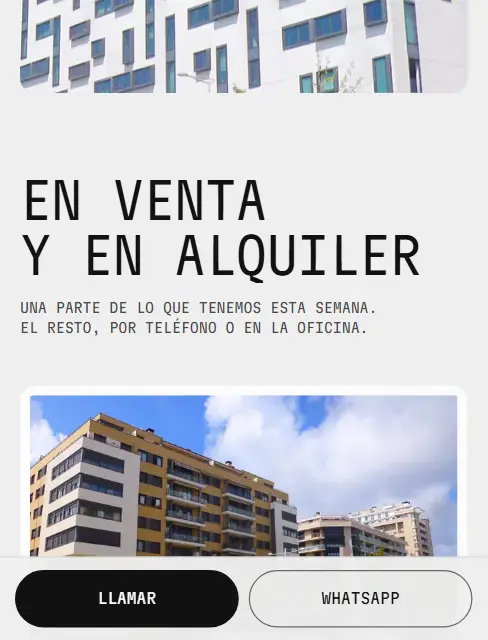 EN VENTA
Y EN ALQUILER
UNA PARTE DE LO QUE TENEMOS ESTA SEMANA.
EL RESTO, POR TELÉFONO O EN LA OFICINA.
LLAMAR
WHATSAPP